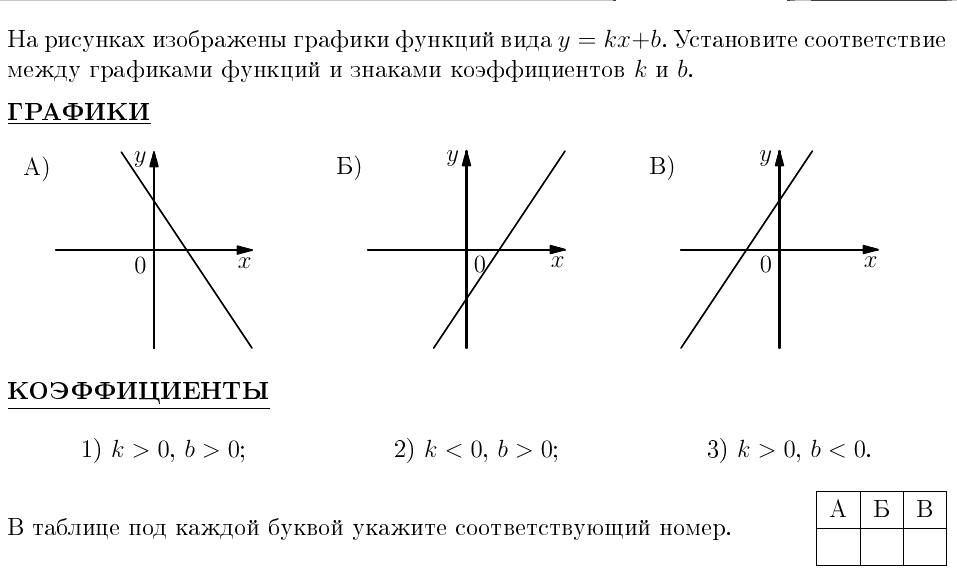 На рисунках изображены графики функций вида y = kx+b. Установите соответствие
между графиками функций и знаками коэффициентов k и b.
ГРАФИКИ
А) y 0 x
Б) y 0 x
В) y 0 x
КОЭФФИЦИЕНТЫ
1) k > 0, b > 0; 2) k < 0, b > 0; 3) k > 0, b < 0.
А Б В
В таблице под каждой буквой укажите соответствующий номер.